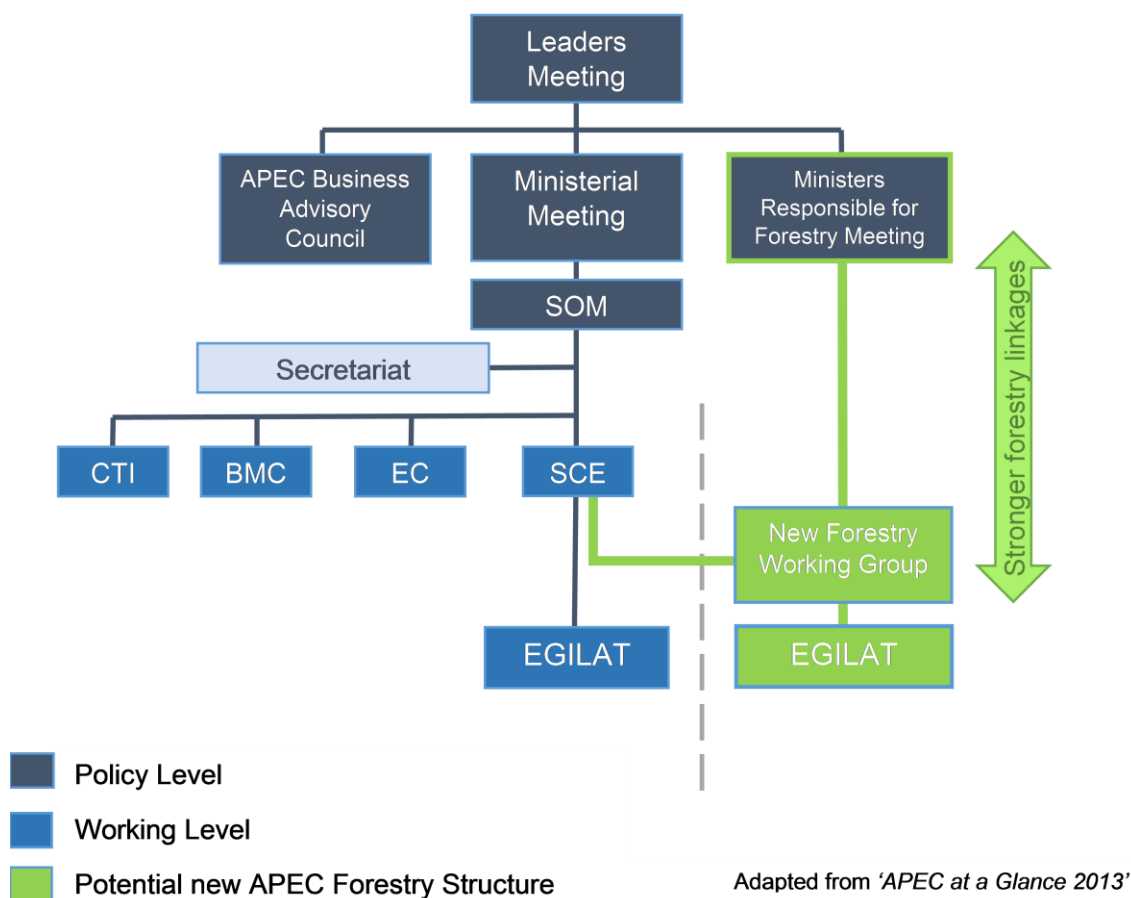 Leaders
Meeting
APEC Business
Advisory
Council
Ministerial
Meeting
Ministers
Responsible for
Forestry Meeting
SOM
Secretariat
Stronger forestry linkages
CTI
BMC
EC
SCE
New Forestry
Working Group
EGILAT
EGILAT
Policy Level
Working Level
Potential new APEC Forestry Structure
Adapted from ‘APEC at a Glance 2013’